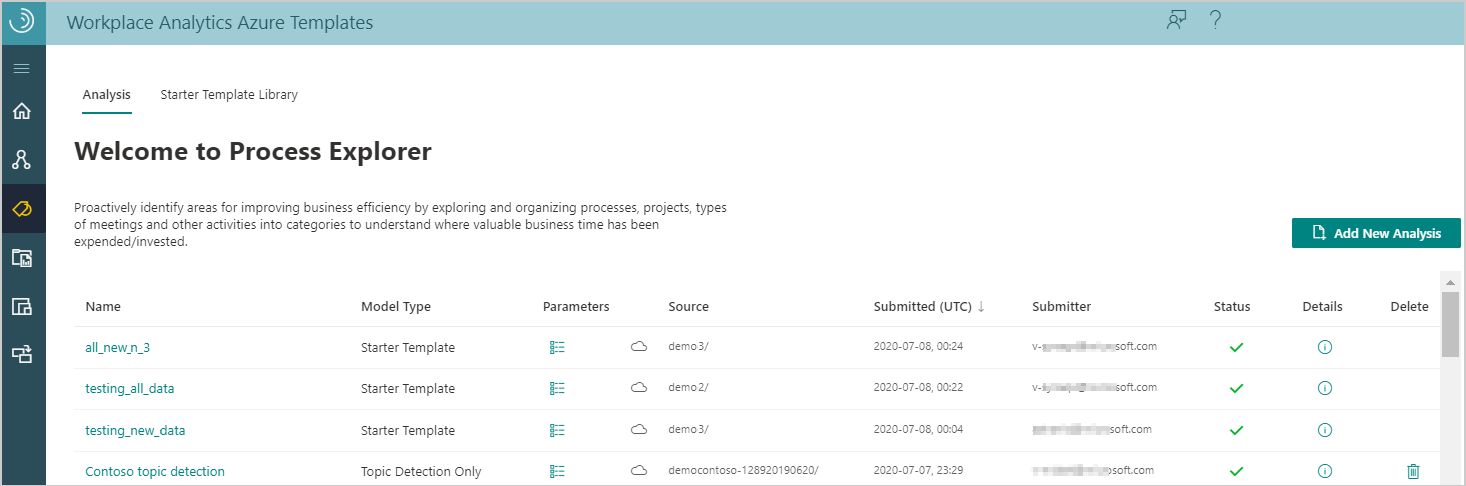 Workplace Analytics Azure Templates
Analysis Starter Template Library
Welcome to Process Explorer
Proactively identify areas for improving business efficiency by exploring and organizing processes, projects, types
of meetings and other activities into categories to understand where valuable business time has been
expended/invested.
Add New Analysis
Name Model Type Parameters Source Submitted (UTC) ↓ Submitter Status Details Delete
all_new_n_3 Starter Template demo3/ 2020-07-08, 00:24 v- soft.com
testing_all_data Starter Template demo2/ 2020-07-08, 00:22 v- soft.com
testing_new_data Starter Template demo3/ 2020-07-08, 00:04 soft.com
Contoso topic detection Topic Detection Only democontoso-128920190620/ 2020-07-07, 23:29 soft.com